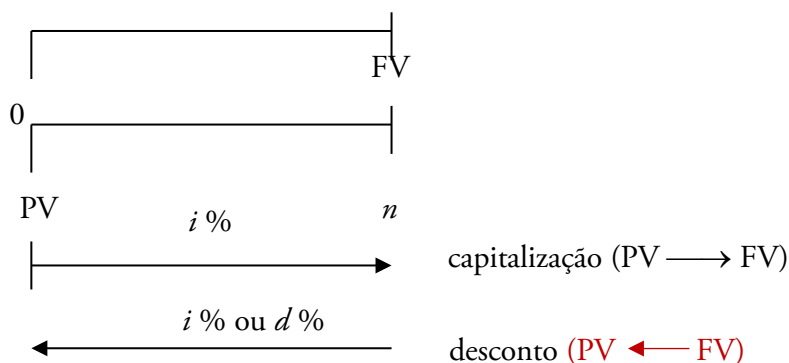 FV
0
PV n
i %
capitalização (PV ⟶ FV)
i % ou d %
desconto (PV ⟵ FV)